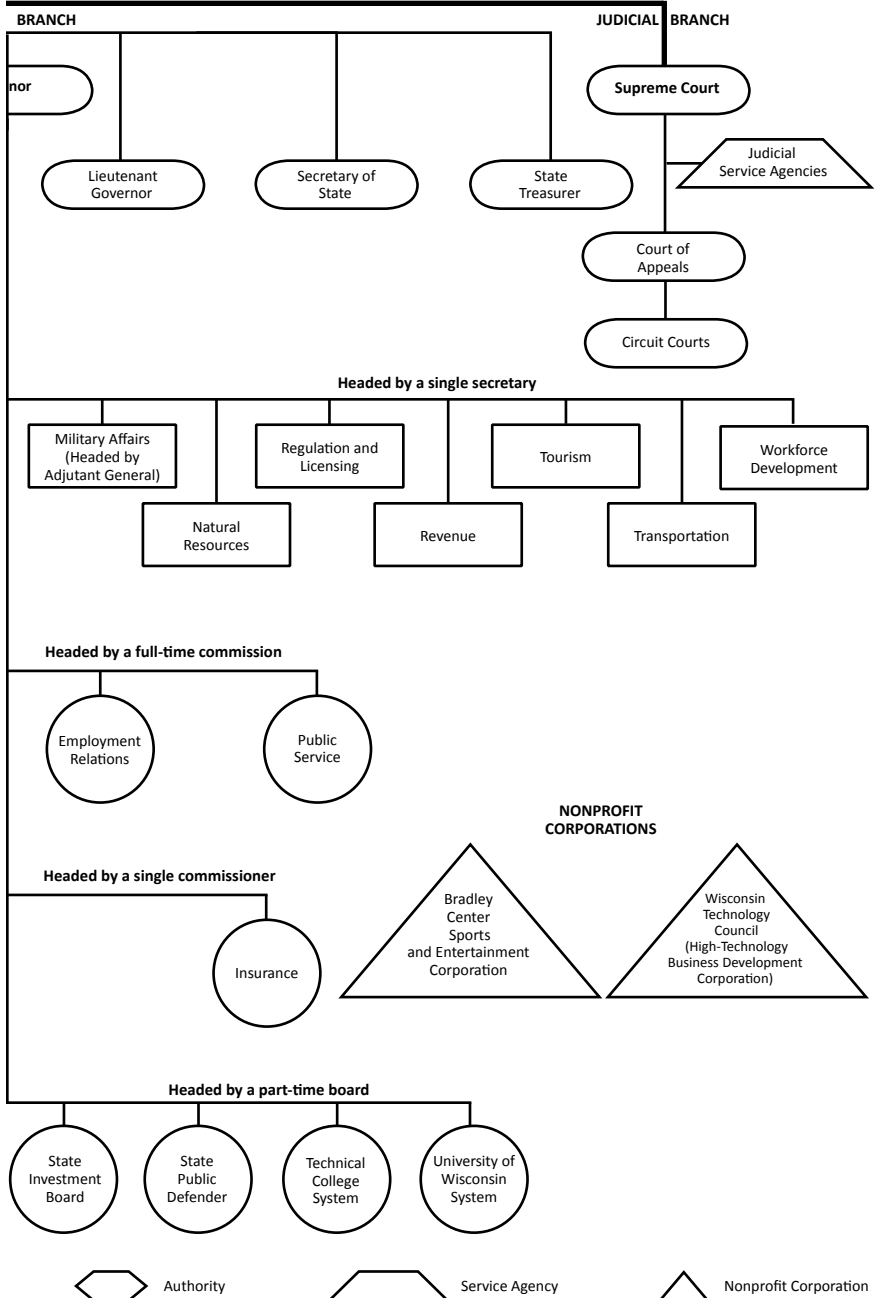 BRANCH
JUDICIAL BRANCH
nor
Supreme Court
Judicial
Service Agencies
Lieutenant
Governor
Secretary of
State
State
Treasurer
Court of
Appeals
Circuit Courts
Headed by a single secretary
Military Affairs
(Headed by
Adjutant General)
Regulation and
Licensing
Tourism
Workforce
Development
Natural
Resources
Revenue
Transportation
Headed by a full-time commission
Employment
Relations
Public
Service
NONPROFIT
CORPORATIONS
Headed by a single commissioner
Insurance
Bradley
Center
Sports
and Entertainment
Corporation
Wisconsin
Technology
Council
(High-Technology
Business Development
Corporation)
Headed by a part-time board
State
Investment
Board
State
Public
Defender
Technical
College
System
University of
Wisconsin
System
Authority
Service Agency
Nonprofit Corporation